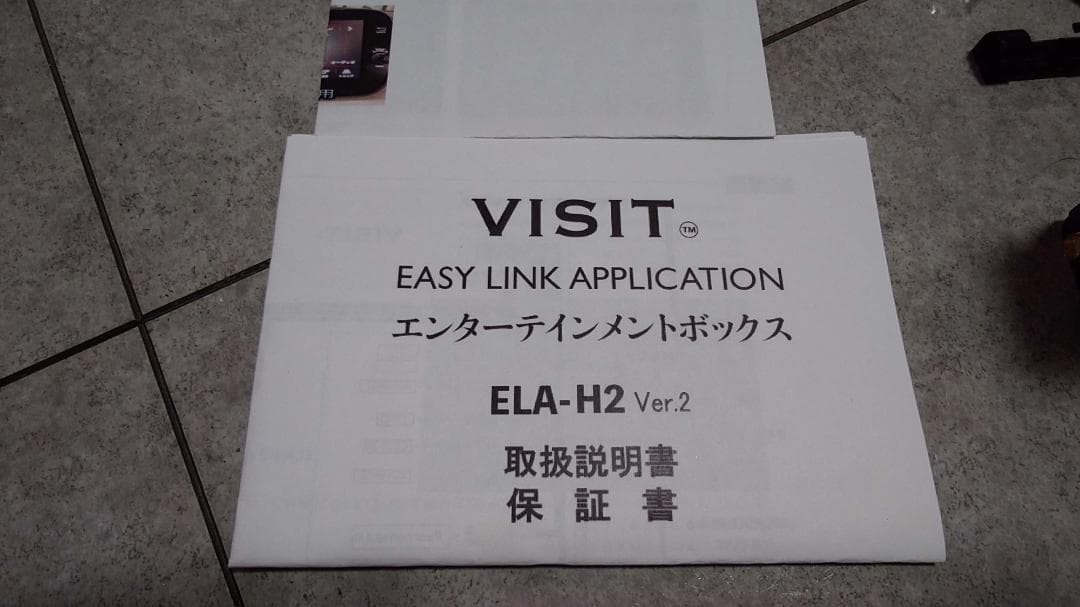 用
VISIT™
EASY LINK APPLICATION
エンターテインメントボックス
ELA-H2 Ver.2
取扱説明書
保証書